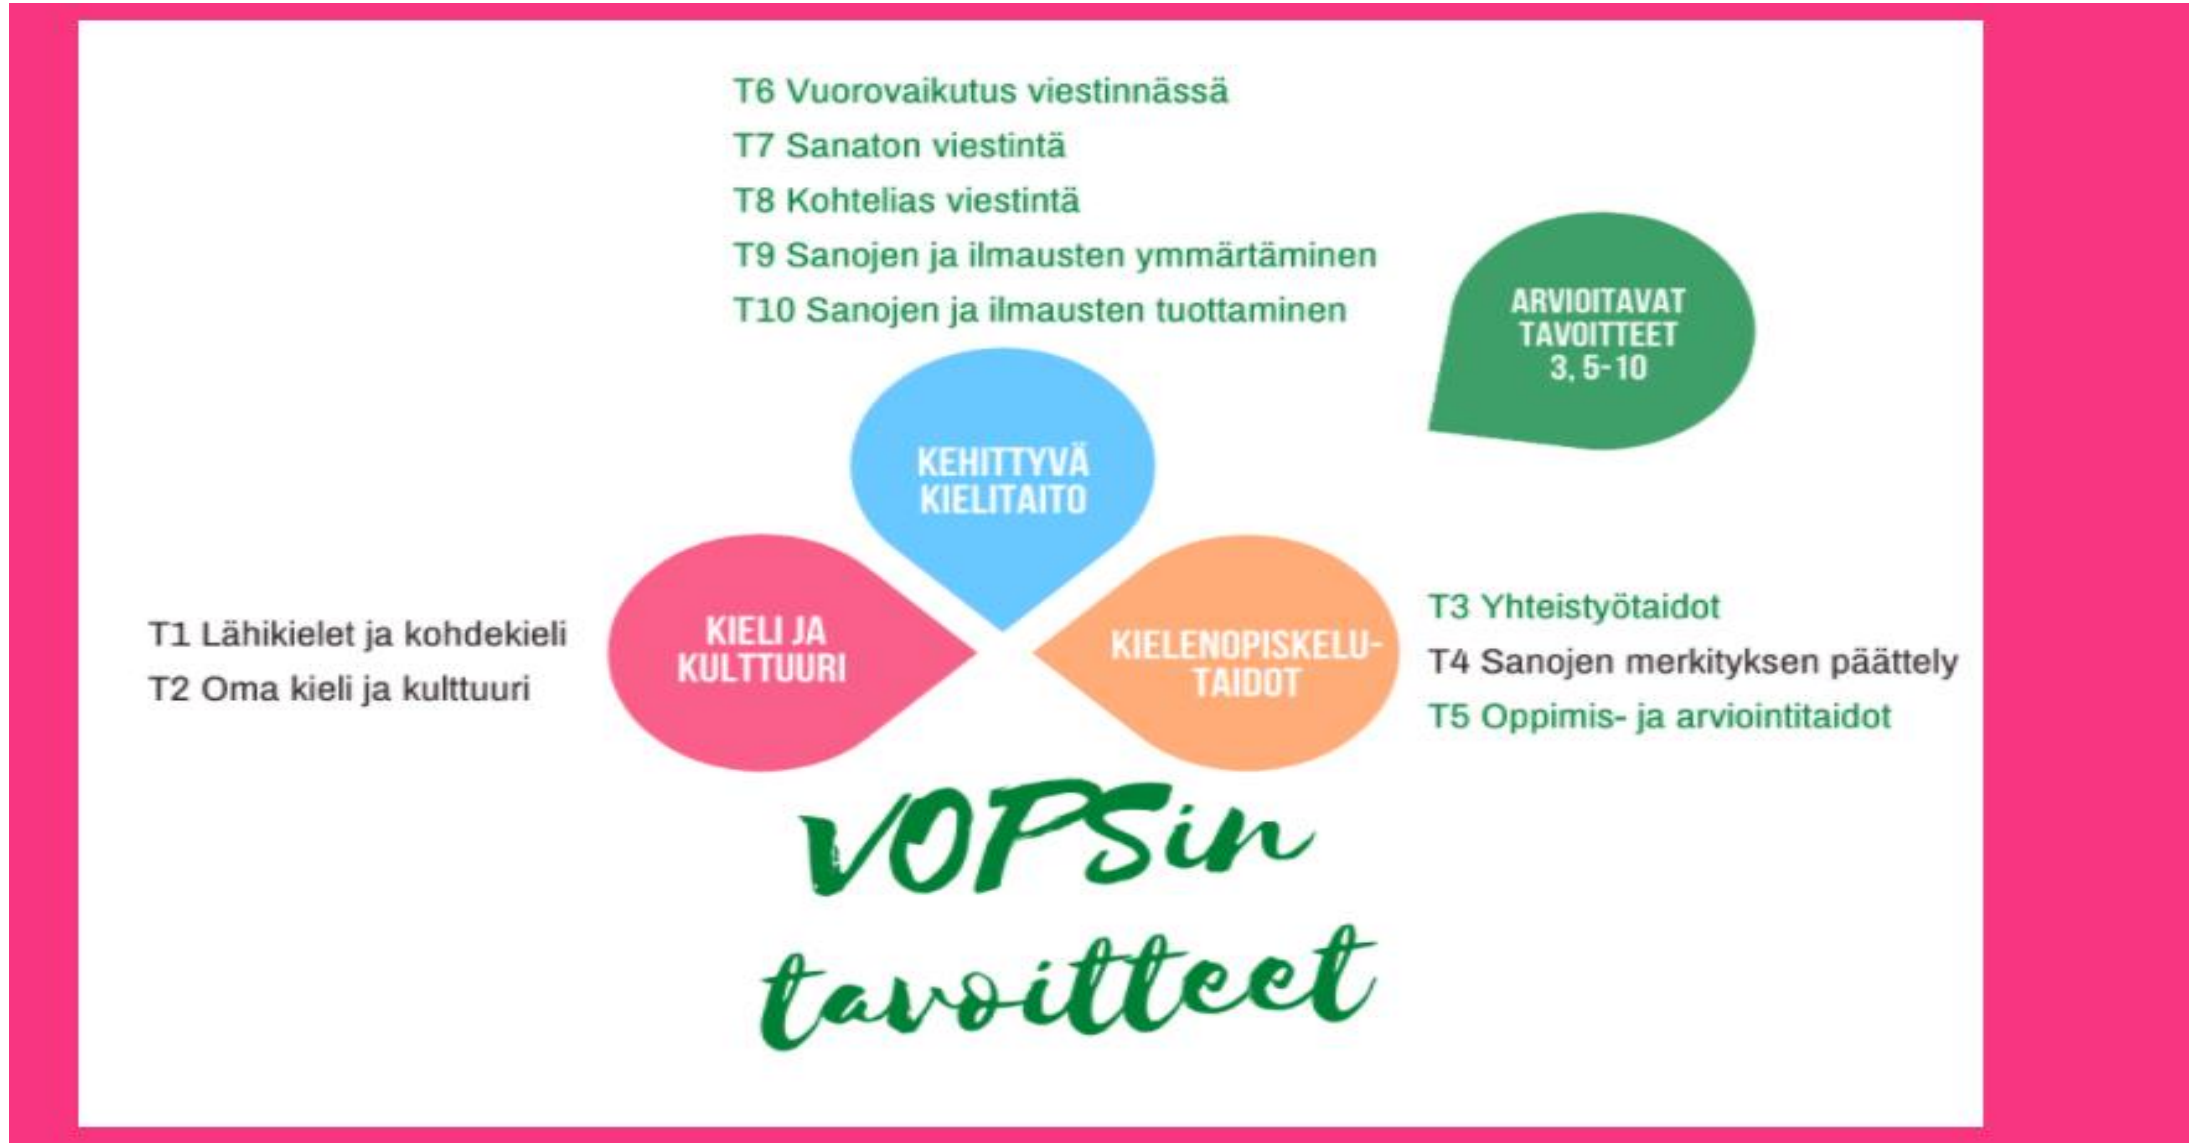 T6 Vuorovaikutus viestinnässä
T7 Sanaton viestintä
T8 Kohtelias viestintä
T9 Sanojen ja ilmausten ymmärtäminen
T10 Sanojen ja ilmausten tuottaminen
ARVIOITAVAT
TAVOITTEET
3, 5-10
KEHITTYVÄ
KIELITAITO
T1 Lähikielet ja kohdekieli
T2 Oma kieli ja kulttuuri
KIELI JA
KULTTUURI
KIELENOPISKELU-
TAIDOT
T3 Yhteistyötaidot
T4 Sanojen merkityksen päättely
T5 Oppimis- ja arviointitaidot
VOPSin
tavoitteet